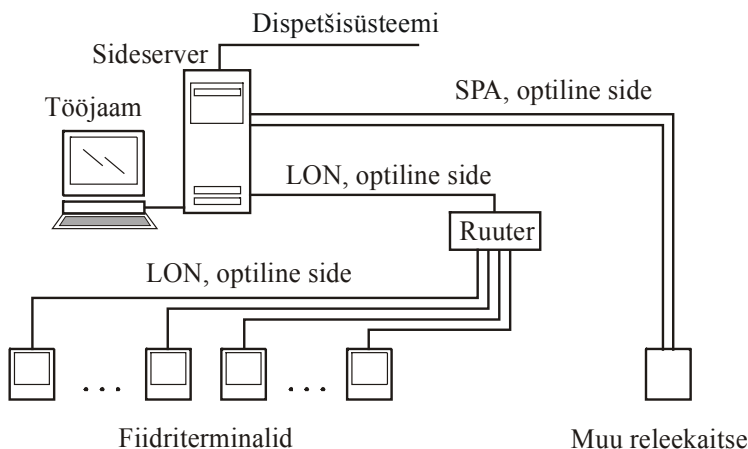 Dispetšisüsteemi
Sideserver
SPA, optiline side
Tööjaam
LON, optiline side
Ruuter
LON, optiline side
Fiidriterminalid
Muu releekaitse